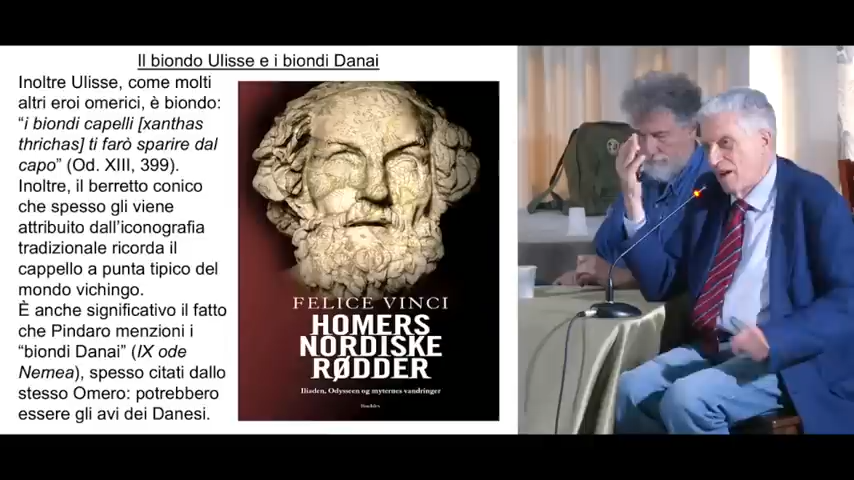 Il biondo Ulisse e i biondi Danai
Inoltre Ulisse, come molti
altri eroi omerici, è biondo:
“i biondi capelli [xanthas
thrichas] ti farò sparire dal
capo” (Od. XIII, 399).
Inoltre, il berretto conico
che spesso gli viene
attribuito dall’iconografia
tradizionale ricorda il
cappello a punta tipico del
mondo vichingo.
È anche significativo il fatto
che Pindaro menzioni i
“biondi Danai” (IX ode
Nemea), spesso citati dallo
stesso Omero: potrebbero
essere gli avi dei Danesi.
FELICE VINCI
HOMERS
NORDISKE
RØDDER
Iliaden, Odysseen og myternes vandringer